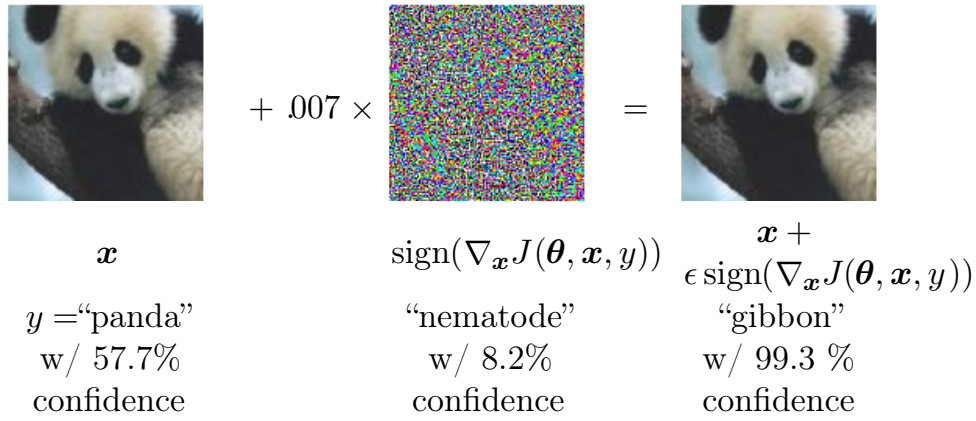 + .007 ×
=
x
sign(∇ₓJ(θ, x, y))
x +
ϵ sign(∇ₓJ(θ, x, y))
y =“panda”
w/ 57.7%
confidence
“nematode”
w/ 8.2%
confidence
“gibbon”
w/ 99.3 %
confidence